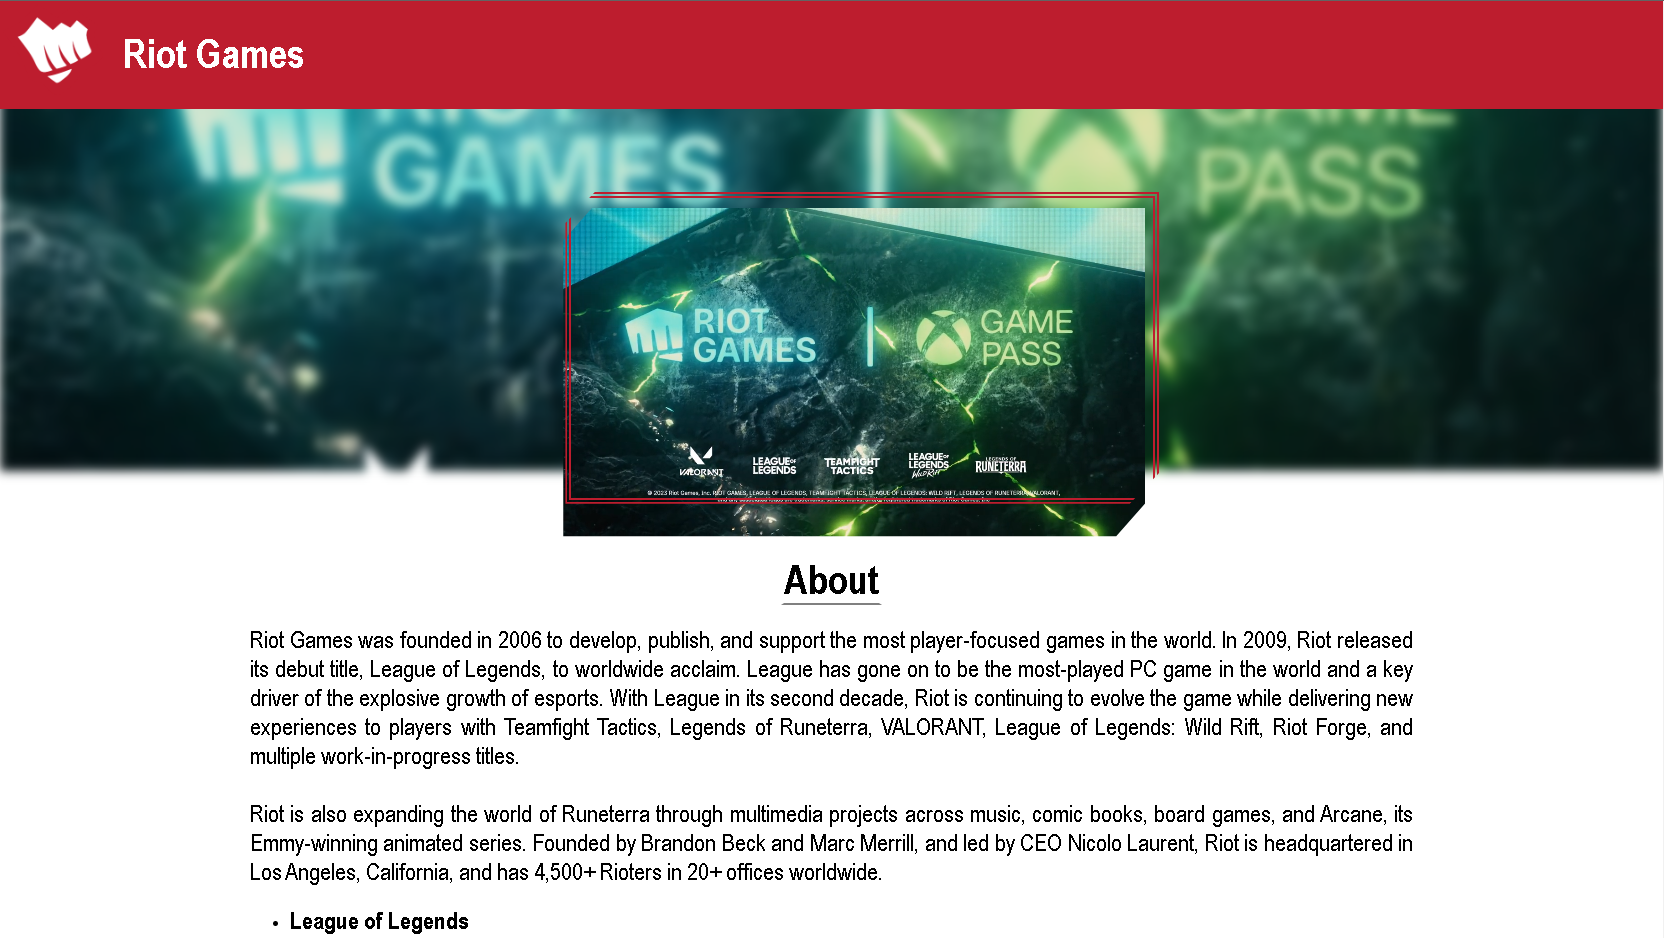 Riot Games
RIOT
GAMES
GAME
PASS
RIOT
GAMES
GAME
PASS
VALORANT
LEAGUE OF
LEGENDS
TEAMFIGHT
TACTICS
LEAGUE OF
LEGENDS
WILD RIFT
LEGENDS OF
RUNETERRA
© 2023 Riot Games, Inc. RIOT GAMES, LEAGUE OF LEGENDS, TEAMFIGHT TACTICS, LEAGUE OF LEGENDS: WILD RIFT, LEGENDS OF RUNETERRA, VALORANT,
About
Riot Games was founded in 2006 to develop, publish, and support the most player-focused games in the world. In 2009, Riot released
its debut title, League of Legends, to worldwide acclaim. League has gone on to be the most-played PC game in the world and a key
driver of the explosive growth of esports. With League in its second decade, Riot is continuing to evolve the game while delivering new
experiences to players with Teamfight Tactics, Legends of Runeterra, VALORANT, League of Legends: Wild Rift, Riot Forge, and
multiple work-in-progress titles.
Riot is also expanding the world of Runeterra through multimedia projects across music, comic books, board games, and Arcane, its
Emmy-winning animated series. Founded by Brandon Beck and Marc Merrill, and led by CEO Nicolo Laurent, Riot is headquartered in
Los Angeles, California, and has 4,500+ Rioters in 20+ offices worldwide.
• League of Legends